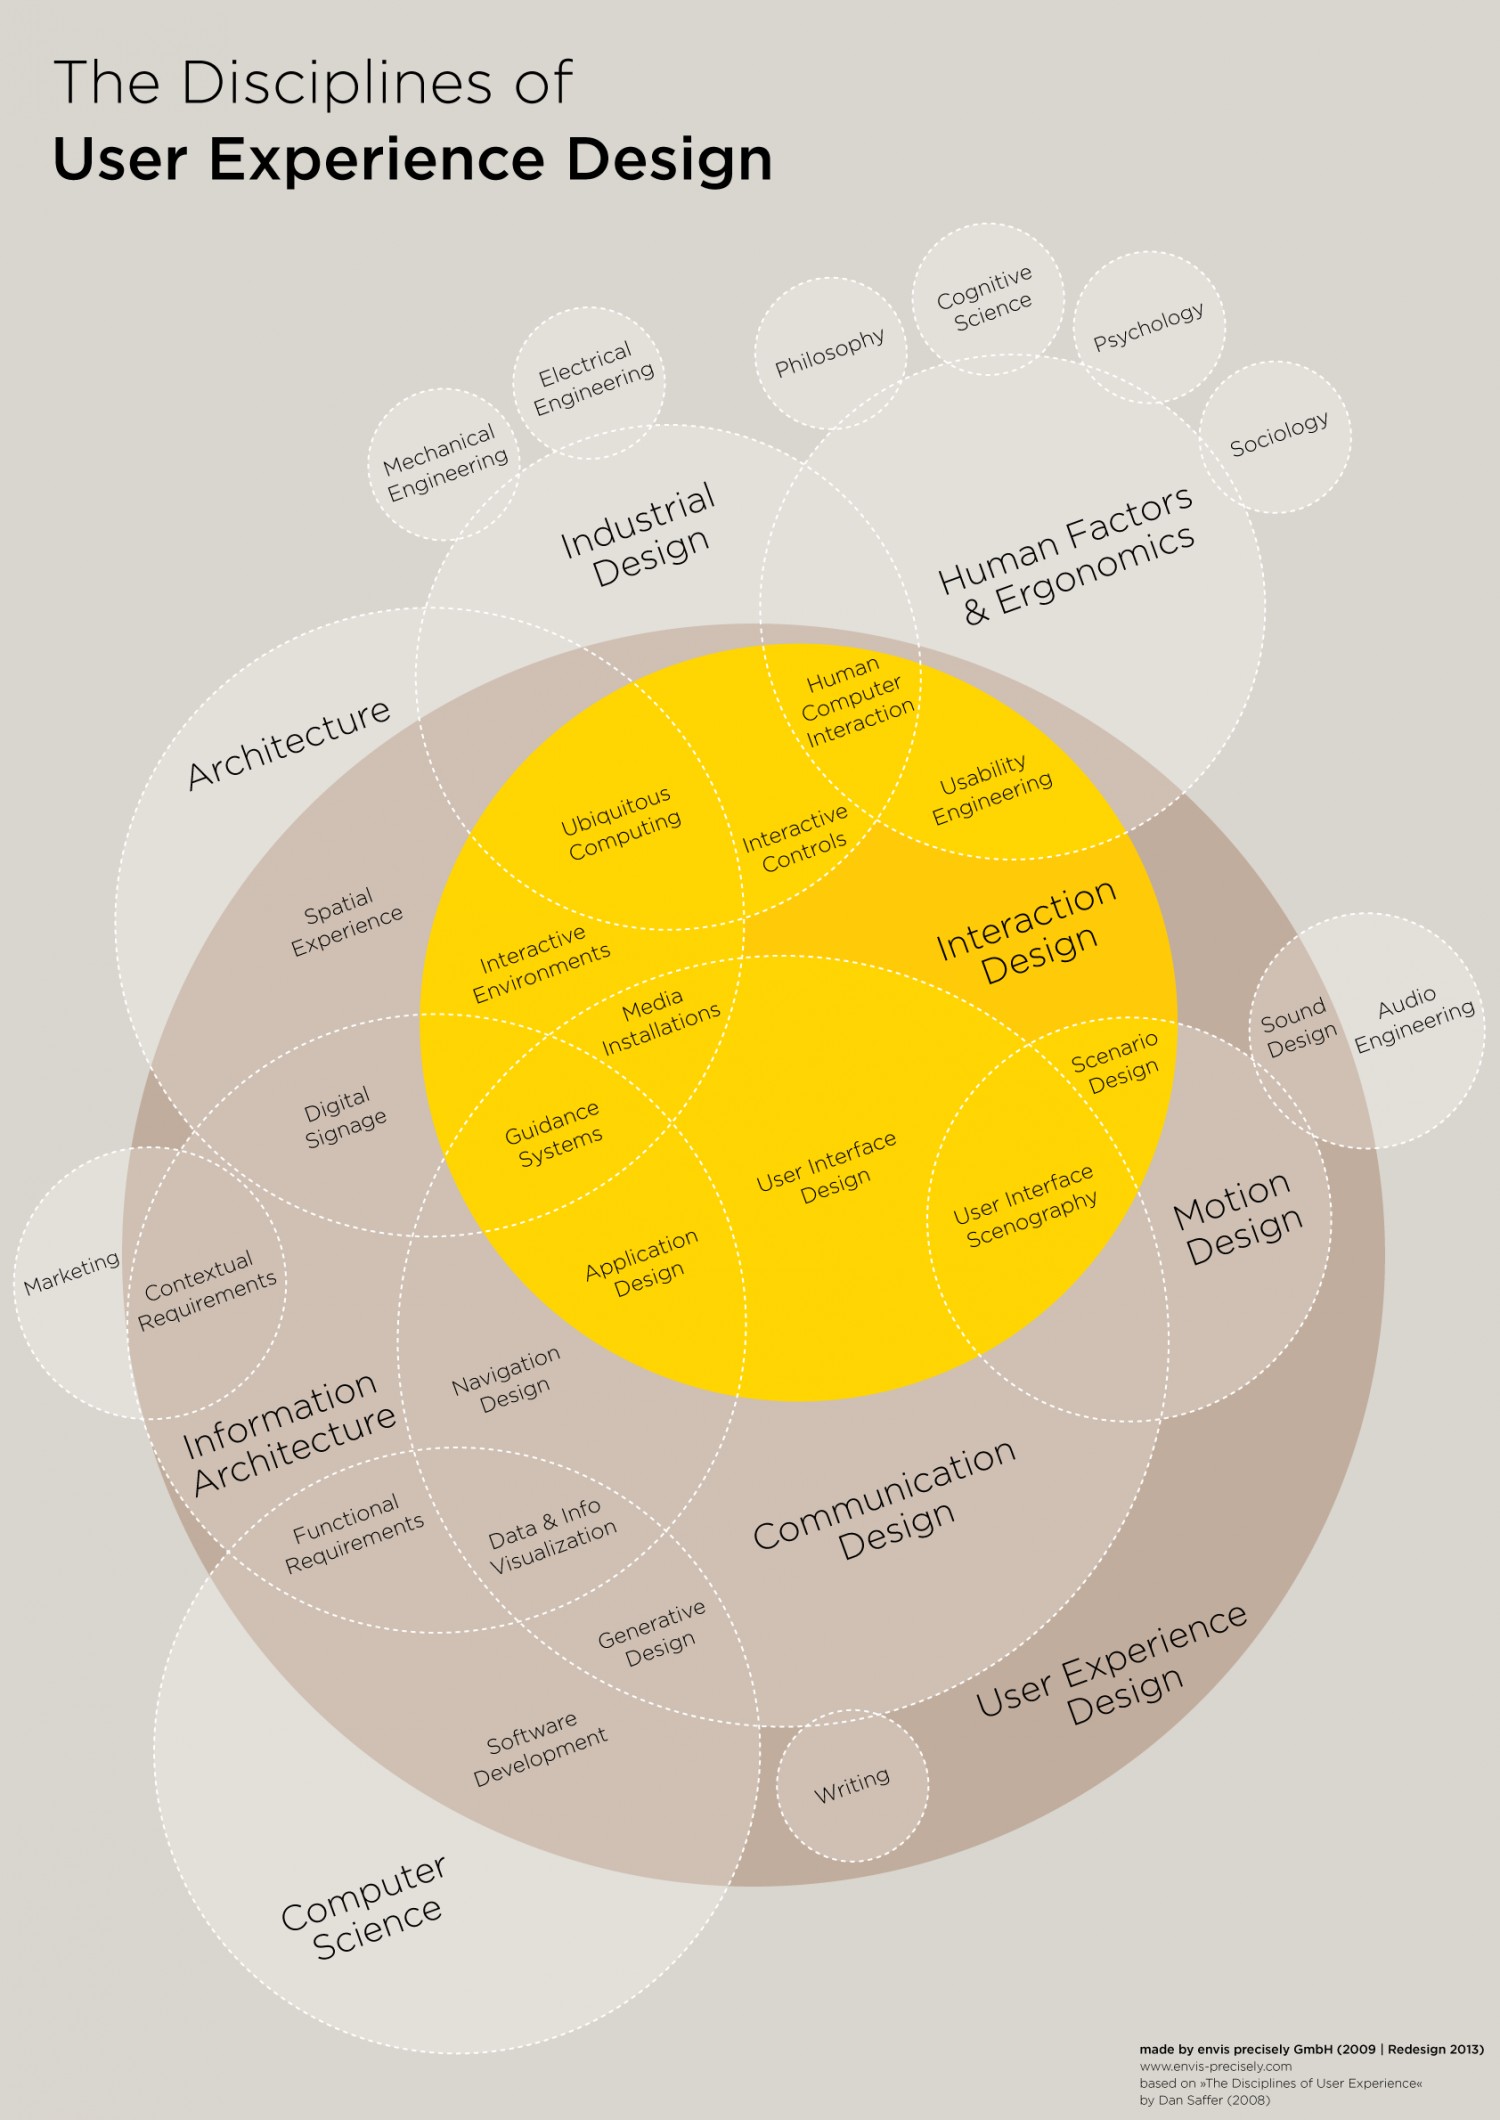 The Disciplines of
User Experience Design
Cognitive
Science
Psychology
Philosophy
Electrical
Engineering
Sociology
Mechanical
Engineering
Industrial
Design
Human Factors
& Ergonomics
Human
Computer
Interaction
Architecture
Usability
Engineering
Ubiquitous
Computing
Interactive
Controls
Spatial
Experience
Interaction
Design
Interactive
Environments
Media
Installations
Sound
Design
Audio
Engineering
Scenario
Design
Digital
Signage
Guidance
Systems
User Interface
Design
User Interface
Scenography
Motion
Design
Marketing
Contextual
Requirements
Application
Design
Navigation
Design
Information
Architecture
Functional
Requirements
Data & Info
Visualization
Communication
Design
Generative
Design
User Experience
Design
Software
Development
Writing
Computer
Science
made by envis precisely GmbH (2009 | Redesign 2013)
www.envis-precisely.com
based on »The Disciplines of User Experience«
by Dan Saffer (2008)